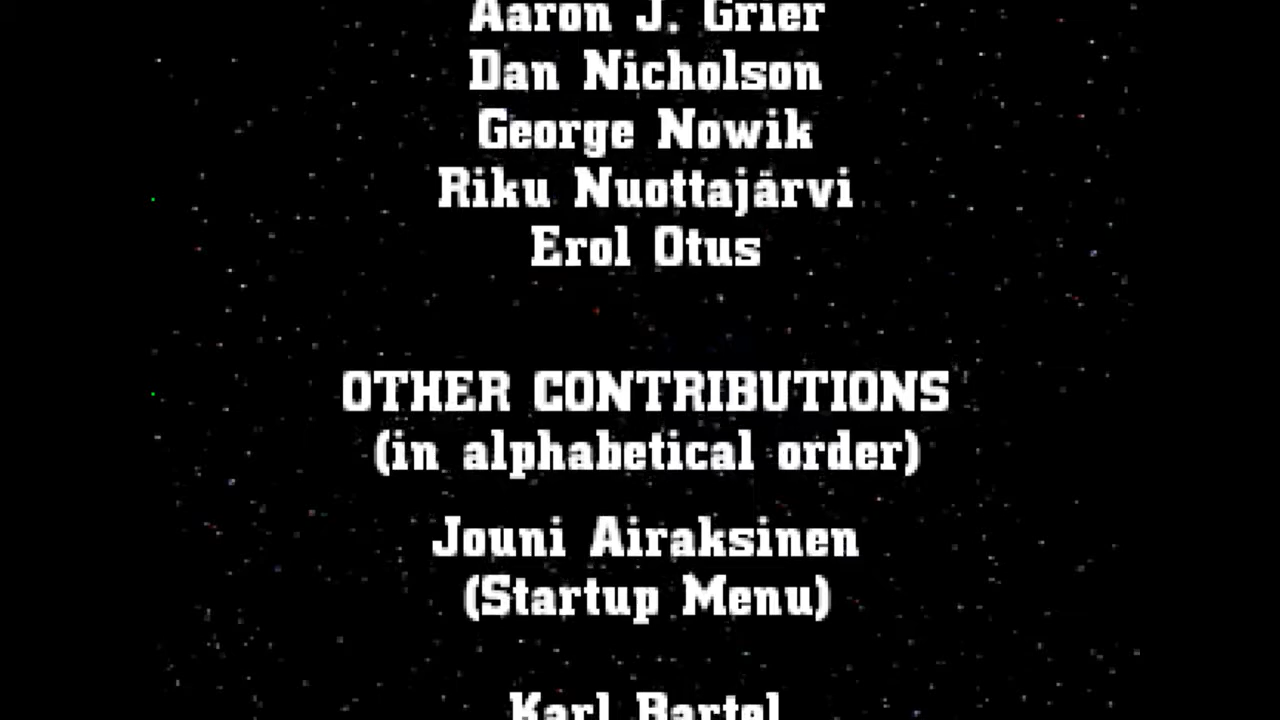 Aaron J. Grier
Dan Nicholson
George Nowik
Riku Nuottajärvi
Erol Otus
OTHER CONTRIBUTIONS
(in alphabetical order)
Jouni Airaksinen
(Startup Menu)
Karl Bartel